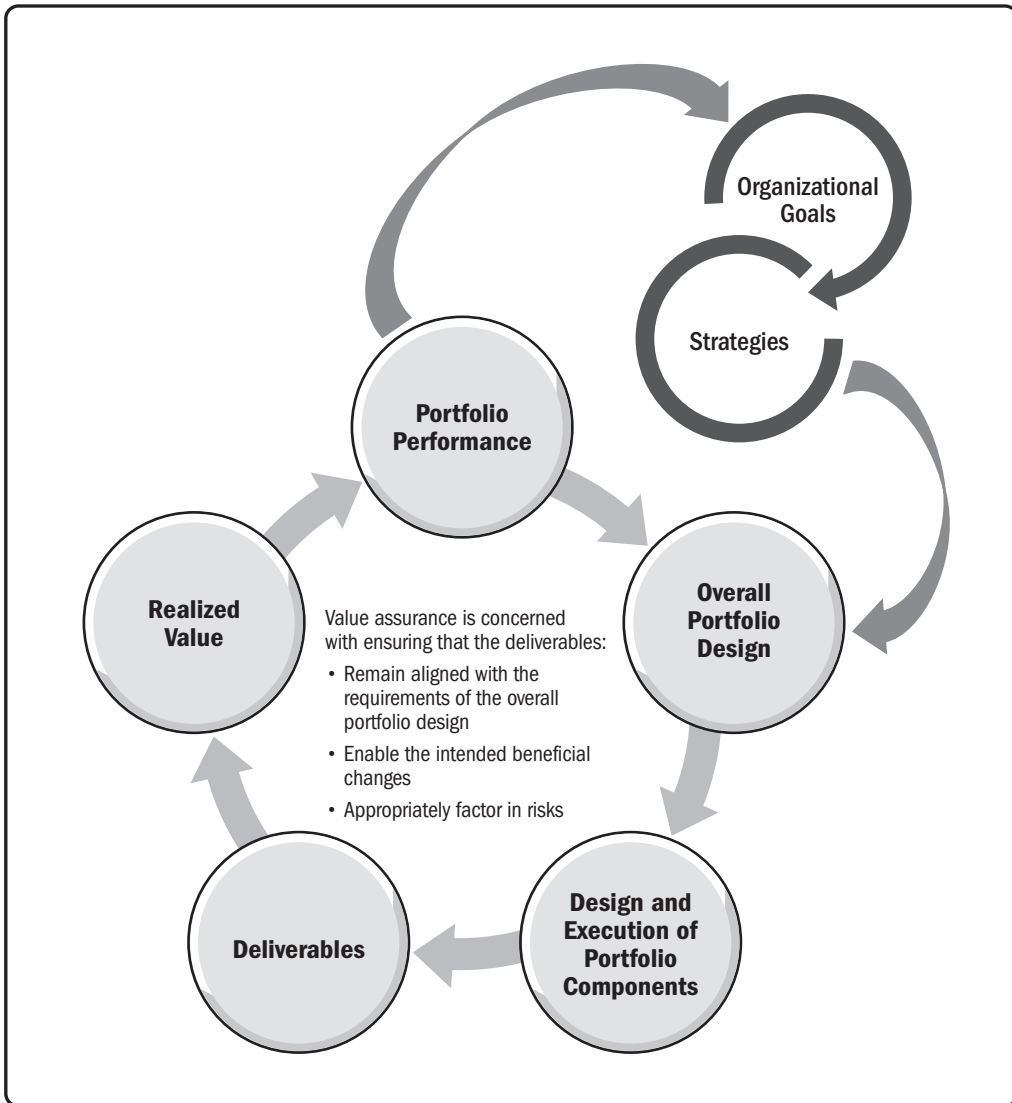 Organizational
Goals
Strategies
Portfolio
Performance
Overall
Portfolio
Design
Realized
Value
Value assurance is concerned
with ensuring that the deliverables:
• Remain aligned with the
requirements of the overall
portfolio design
• Enable the intended beneficial
changes
• Appropriately factor in risks
Design and
Execution of
Portfolio
Components
Deliverables